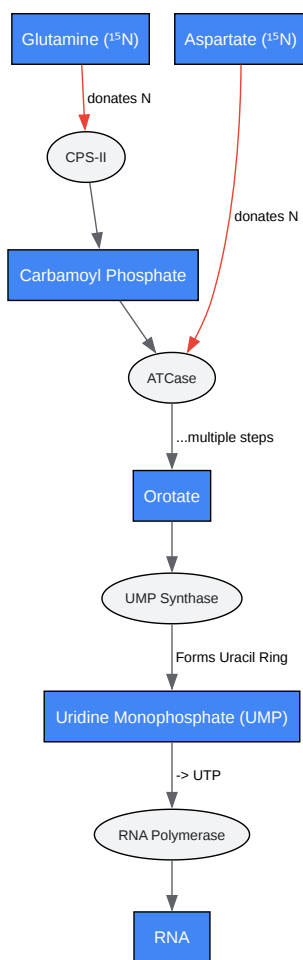 Glutamine (¹⁵N)
Aspartate (¹⁵N)
donates N
CPS-II
donates N
Carbamoyl Phosphate
ATCase
...multiple steps
Orotate
UMP Synthase
Forms Uracil Ring
Uridine Monophosphate (UMP)
-> UTP
RNA Polymerase
RNA